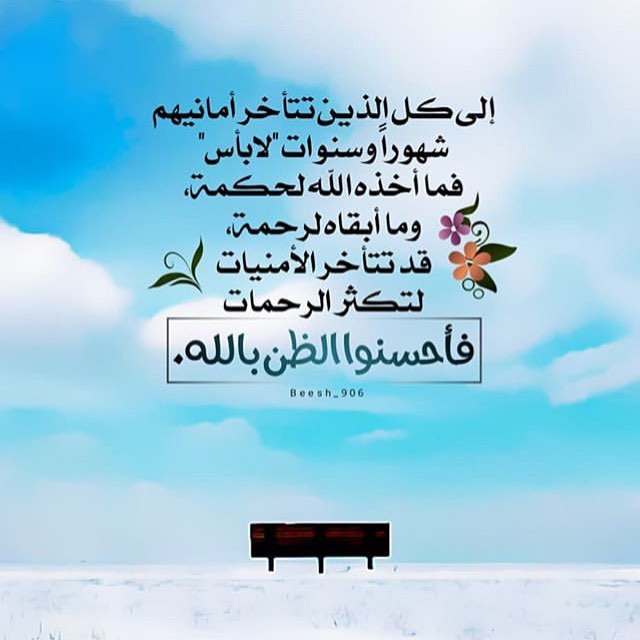 إلى كل الذين تتأخر أمانيهم
شهوراً وسنوات "لابأس"
فما أخذه الله لحكمة،
وما أبقاه لرحمة،
قد تتأخر الأمنيات
لتكثر الرحمات
فأحسنوا الظن بالله.
Beesh_906